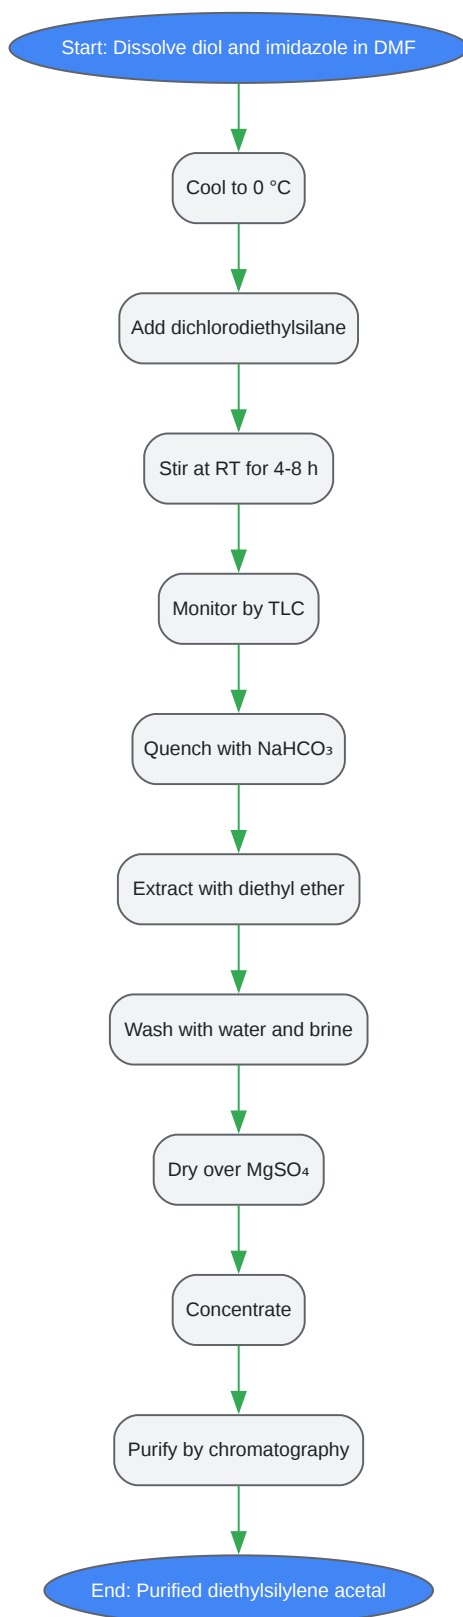 Start: Dissolve diol and imidazole in DMF
Cool to 0 °C
Add dichlorodiethylsilane
Stir at RT for 4-8 h
Monitor by TLC
Quench with NaHCO₃
Extract with diethyl ether
Wash with water and brine
Dry over MgSO₄
Concentrate
Purify by chromatography
End: Purified diethylsilylene acetal